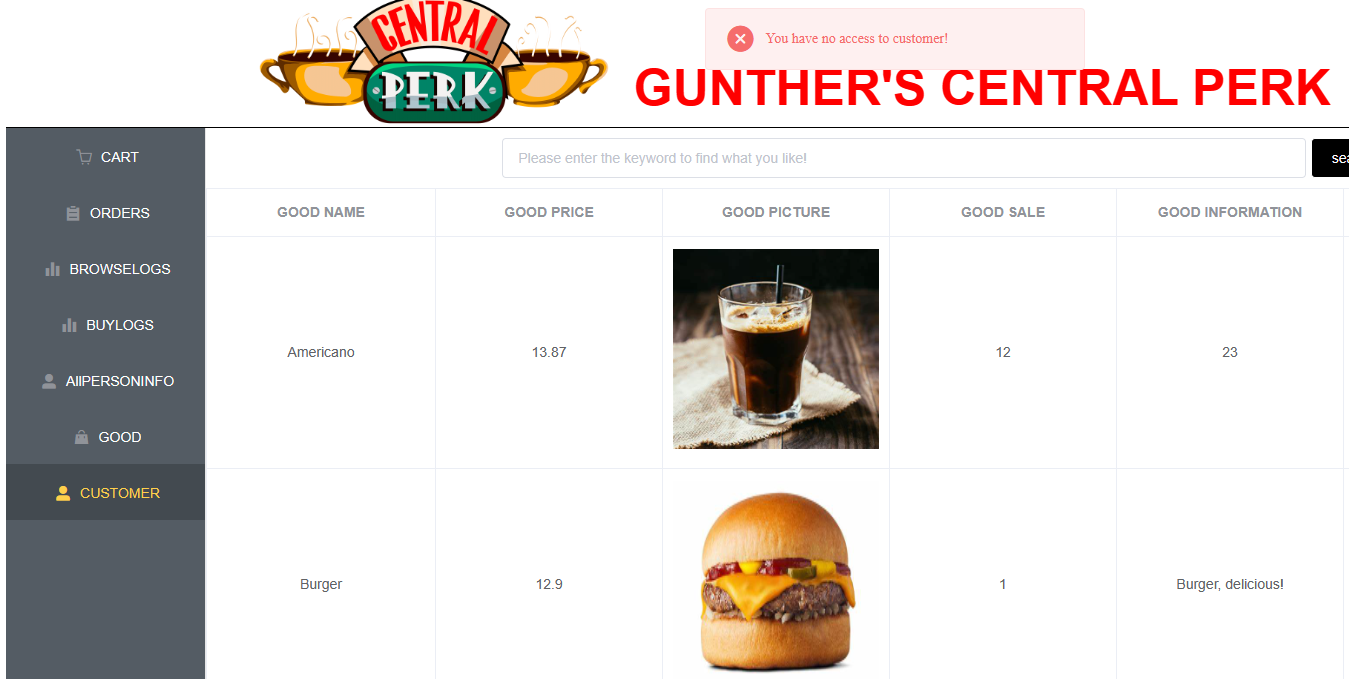 CENTRAL
PERK
You have no access to customer!
GUNTHER'S CENTRAL PERK
CART
ORDERS
BROWSELOGS
BUYLOGS
AllPERSONINFO
GOOD
CUSTOMER
Please enter the keyword to find what you like!
sea
GOOD NAME GOOD PRICE GOOD PICTURE GOOD SALE GOOD INFORMATION
Americano 13.87 12 23
Burger 12.9 1 Burger, delicious!